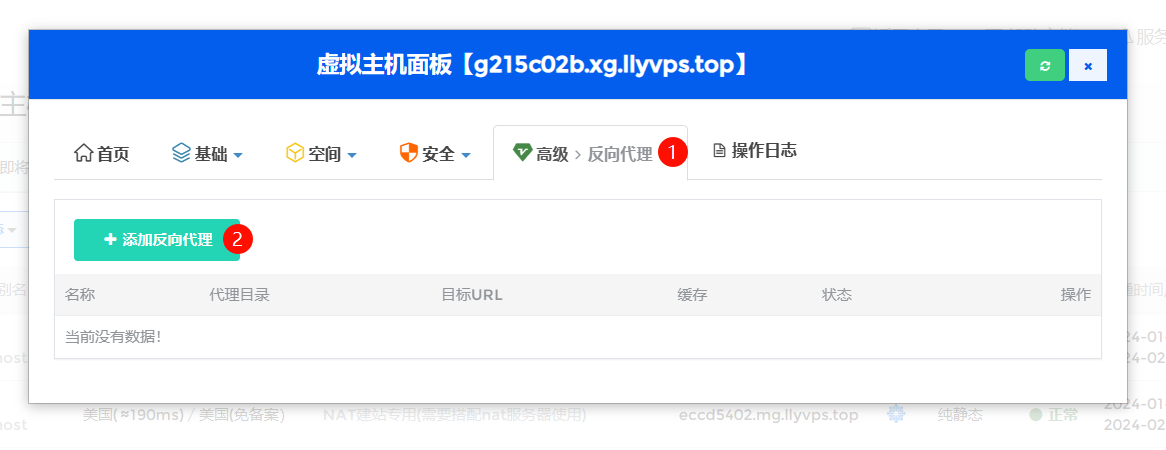 虚拟主机面板【g215c02b.xg.llyvps.top】
首页 基础 空间 安全 高级 > 反向代理 1 操作日志
添加反向代理 2
名称 代理目录 目标URL 缓存 状态 操作
当前没有数据!
美国(≈190ms) / 美国(免备案) NAT建站专用(需要搭配nat服务器使用) eccd5402.mg.llyvps.top 纯静态 正常
2024-02